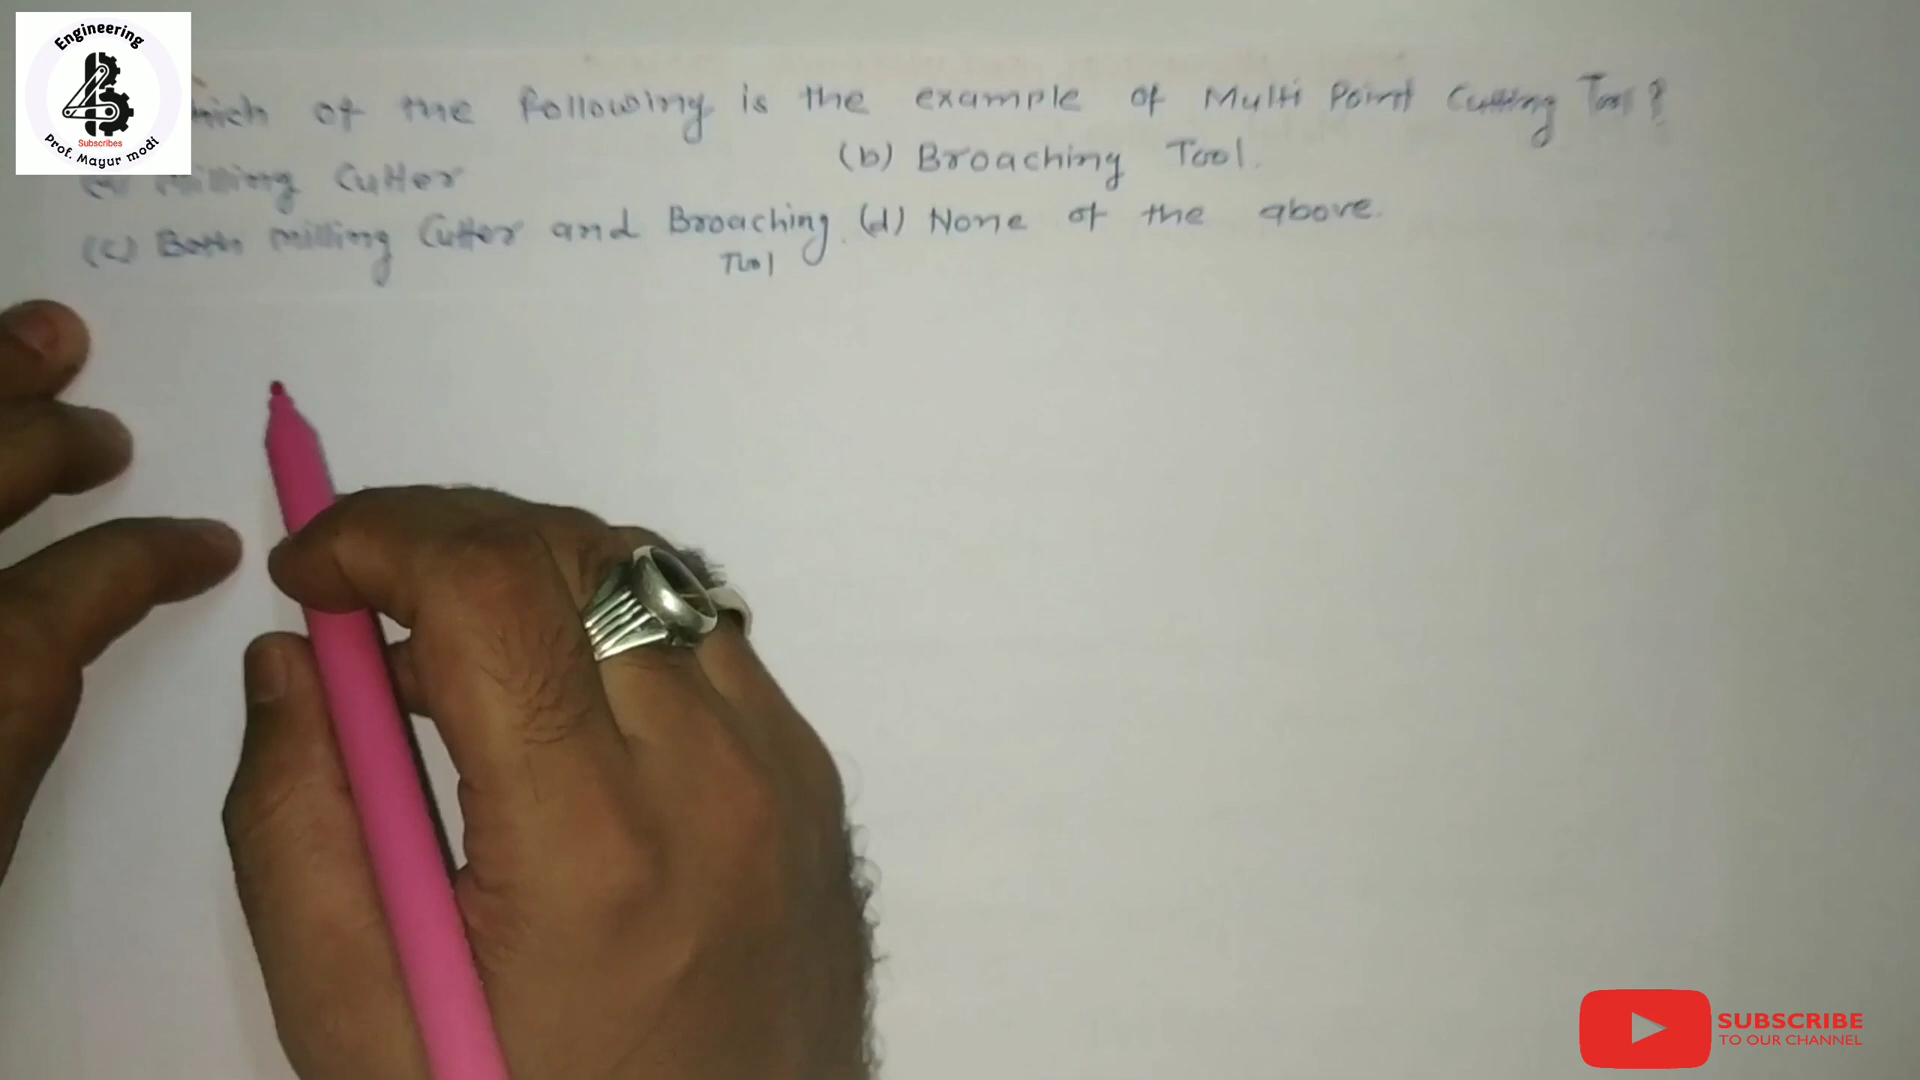 Engineering
Subscribes
Prof. Mayur modi
hich of the following is the example of Multi Point Cutting Tool?
(a) Milling Cutter (b) Broaching Tool.
(c) Both milling Cutter and Broaching (d) None of the above.
Tool
SUBSCRIBE
TO OUR CHANNEL